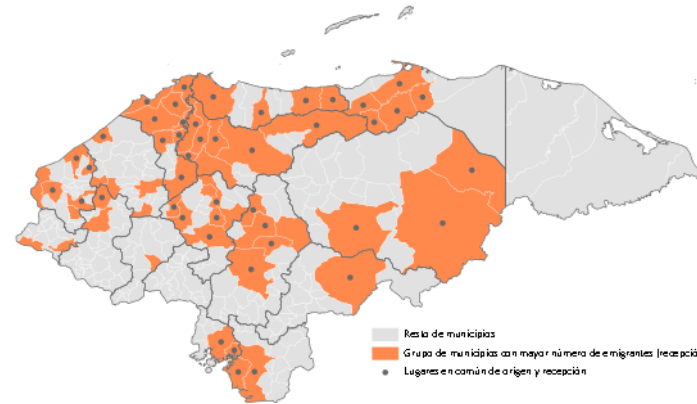 Resto de municipios
Grupo de municipios con mayor número de emigrantes (recepció
Lugares en común de origen y recepción